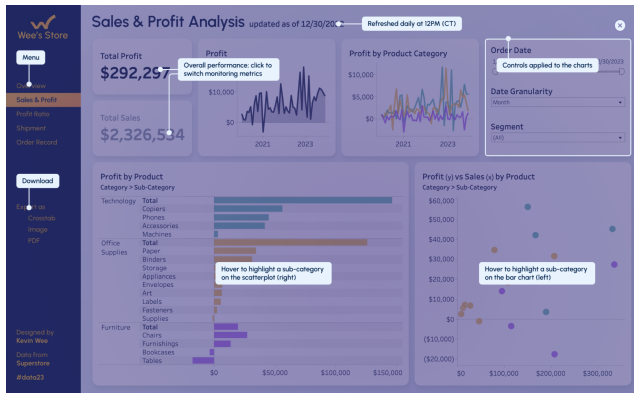 Wee's Store
Menu
Overview
Sales & Profit
Profit Ratio
Shipment
Order Record
Download
Export as
Crosstab
Image
PDF
Designed by
Kevin Wee
Data from
Superstore
#data23
Sales & Profit Analysis updated as of 12/30/2022
Refreshed daily at 12PM (CT)
Total Profit
$292,297
Overall performance: click to
switch monitoring metrics
Total Sales
$2,326,534
Profit
$10,000
$0
2021 2023
Profit by Product Category
$10,000
$5,000
$0
2021 2023
Order Date
12/30/2023
Controls applied to the charts
Date Granularity
Month
Segment
(All)
Profit by Product
Category > Sub-Category
Technology Total
Copiers
Phones
Accessories
Machines
Office Total
Supplies Paper
Binders
Storage
Appliances
Envelopes
Art
Labels
Fasteners
Supplies
Hover to highlight a sub-category
on the scatterplot (right)
Furniture Total
Chairs
Furnishings
Bookcases
Tables
$0 $50,000 $100,000 $150,000
Profit (y) vs Sales (x) by Product
Category > Sub-Category
$60,000
$50,000
$40,000
$30,000
$20,000
$10,000
$0
($10,000)
($20,000)
Hover to highlight a sub-category
on the bar chart (left)
$0 $100,000 $200,000 $300,000